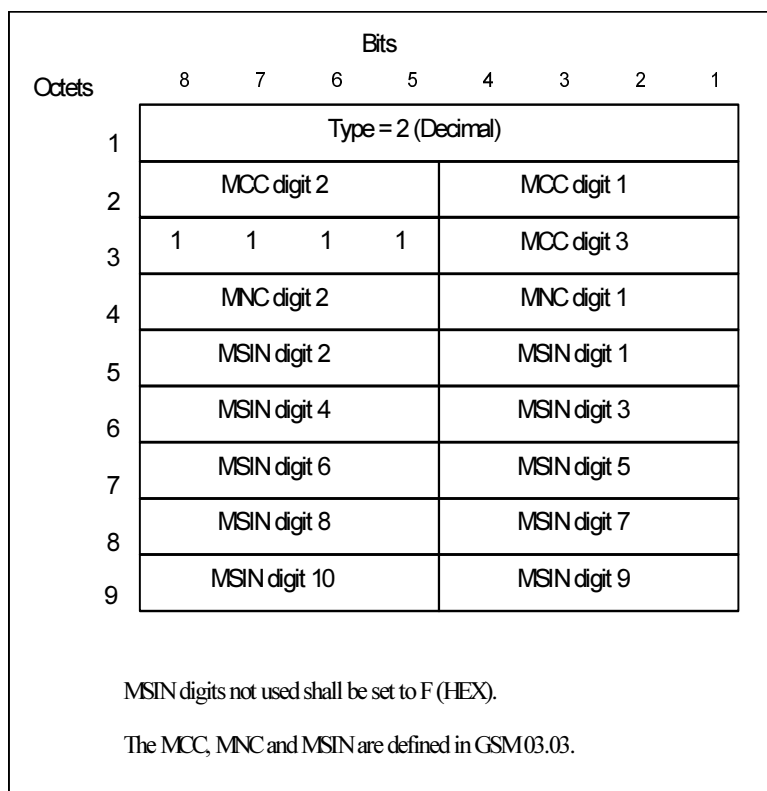 Bits
Octets 8 7 6 5 4 3 2 1
1 Type = 2 (Decimal)
2 MCC digit 2 MCC digit 1
3 1 1 1 1 MCC digit 3
4 MNC digit 2 MNC digit 1
5 MSIN digit 2 MSIN digit 1
6 MSIN digit 4 MSIN digit 3
7 MSIN digit 6 MSIN digit 5
8 MSIN digit 8 MSIN digit 7
9 MSIN digit 10 MSIN digit 9
MSIN digits not used shall be set to F (HEX).
The MCC, MNC and MSIN are defined in GSM 03.03.